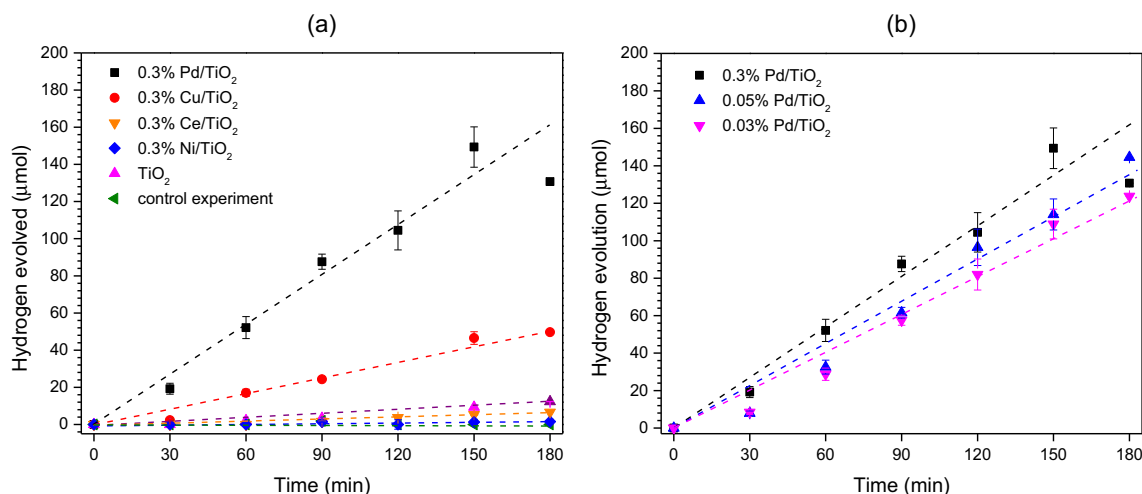 (a)
200
180
160
140
120
100
80
60
40
20
0
Hydrogen evolved (μmol)
0.3% Pd/TiO₂
0.3% Cu/TiO₂
0.3% Ce/TiO₂
0.3% Ni/TiO₂
TiO₂
control experiment
0 30 60 90 120 150 180
Time (min)
(b)
200
180
160
140
120
100
80
60
40
20
0
Hydrogen evolution (μmol)
0.3% Pd/TiO₂
0.05% Pd/TiO₂
0.03% Pd/TiO₂
0 30 60 90 120 150 180
Time (min)